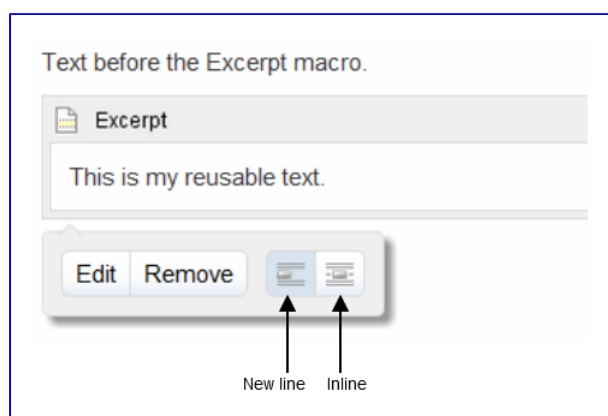 Text before the Excerpt macro.
Excerpt
This is my reusable text.
Edit Remove
New line Inline